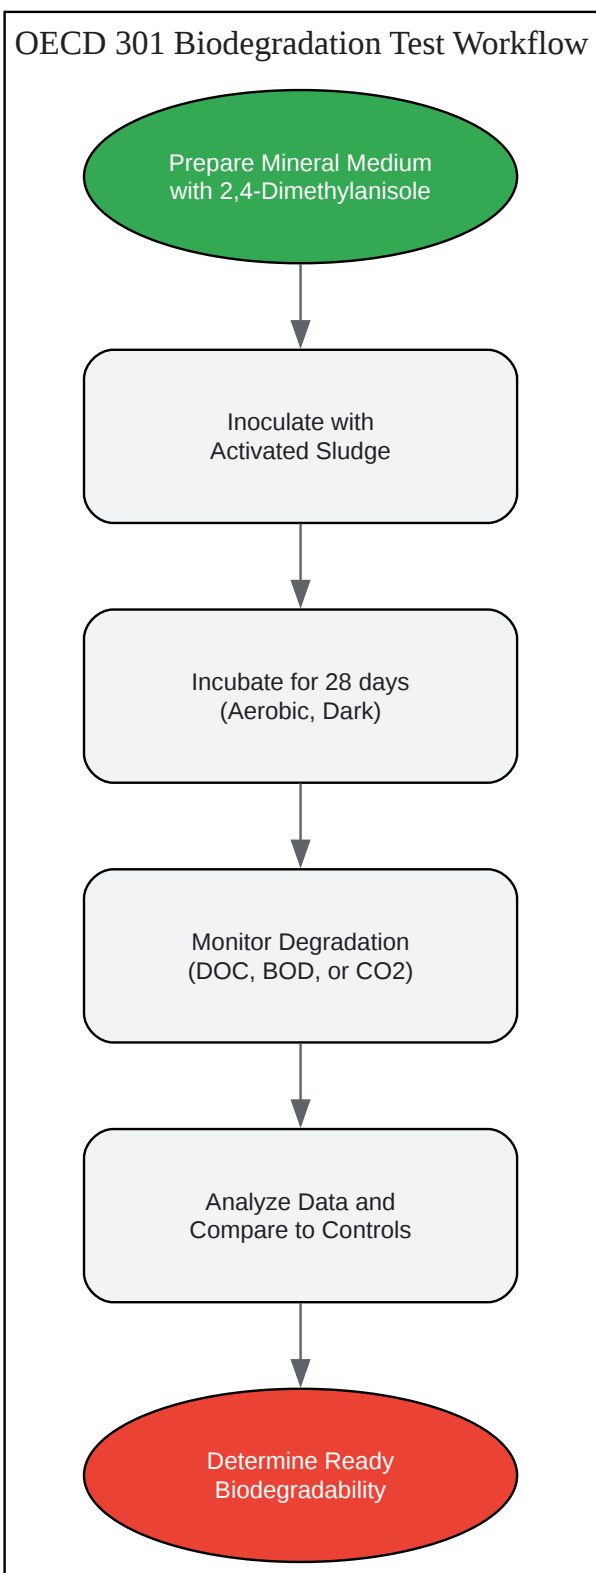 OECD 301 Biodegradation Test Workflow
Prepare Mineral Medium
with 2,4-Dimethylanisole
Inoculate with
Activated Sludge
Incubate for 28 days
(Aerobic, Dark)
Monitor Degradation
(DOC, BOD, or CO2)
Analyze Data and
Compare to Controls
Determine Ready
Biodegradability